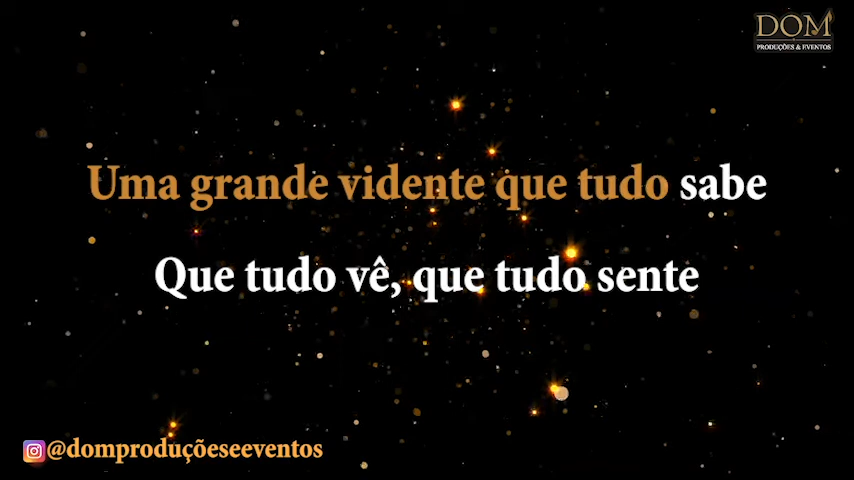 DOM
PRODUÇÕES & EVENTOS
Uma grande vidente que tudo sabe
Que tudo vê, que tudo sente
@domproduçõeseeventos